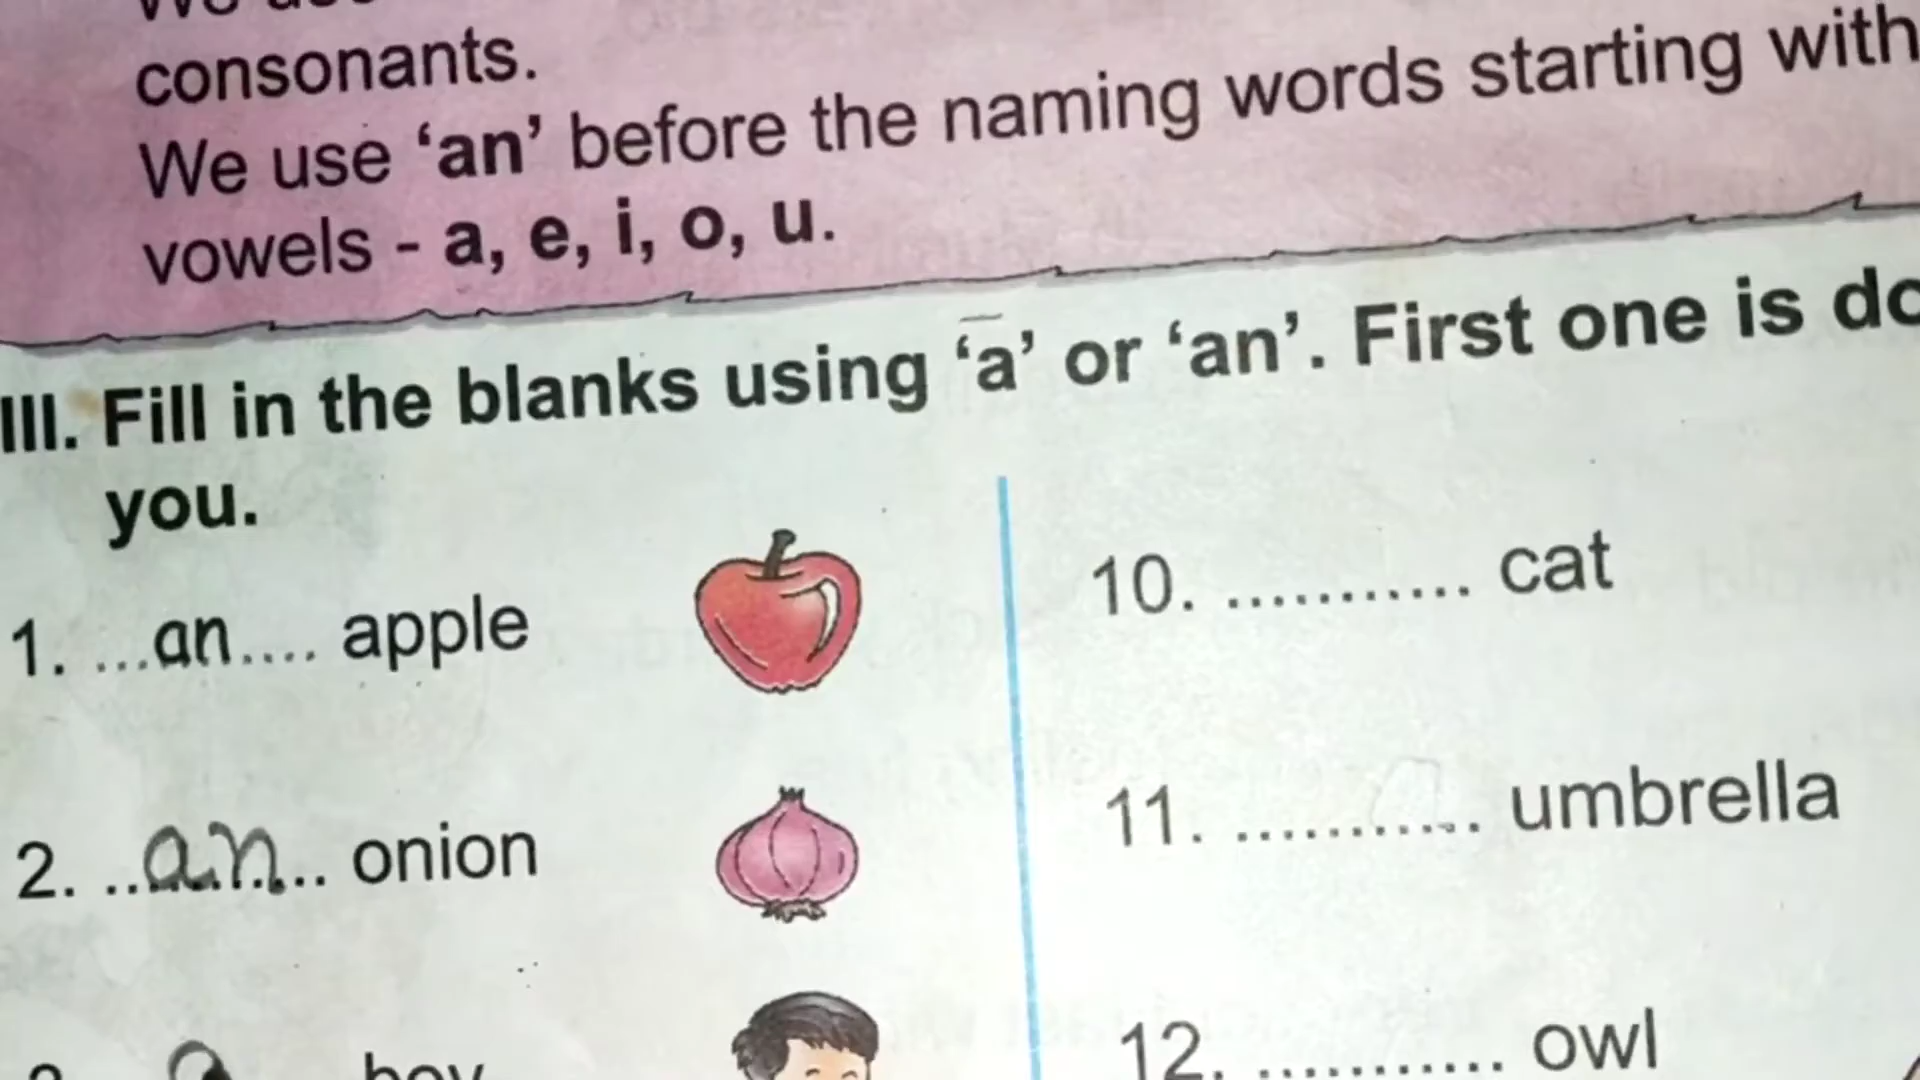 consonants.
We use ‘an’ before the naming words starting with
vowels - a, e, i, o, u.
III. Fill in the blanks using ‘a’ or ‘an’. First one is
you.
1. ...an.... apple
2. ..an... onion
boy
10. ........... cat
11. ........... umbrella
12. ........... owl